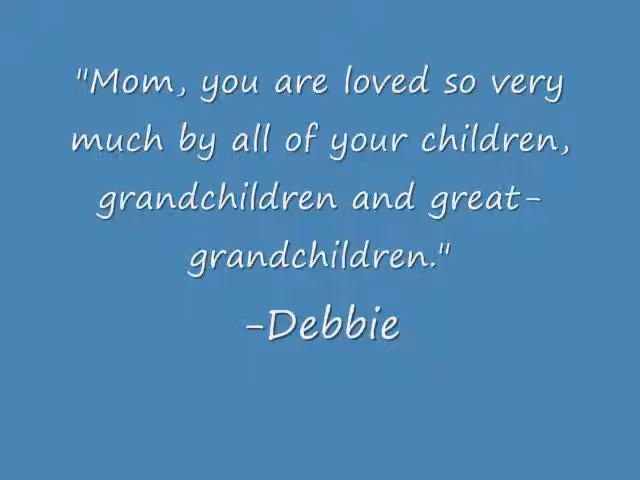 "Mom, you are loved so very
much by all of your children,
grandchildren and great-
grandchildren."
-Debbie